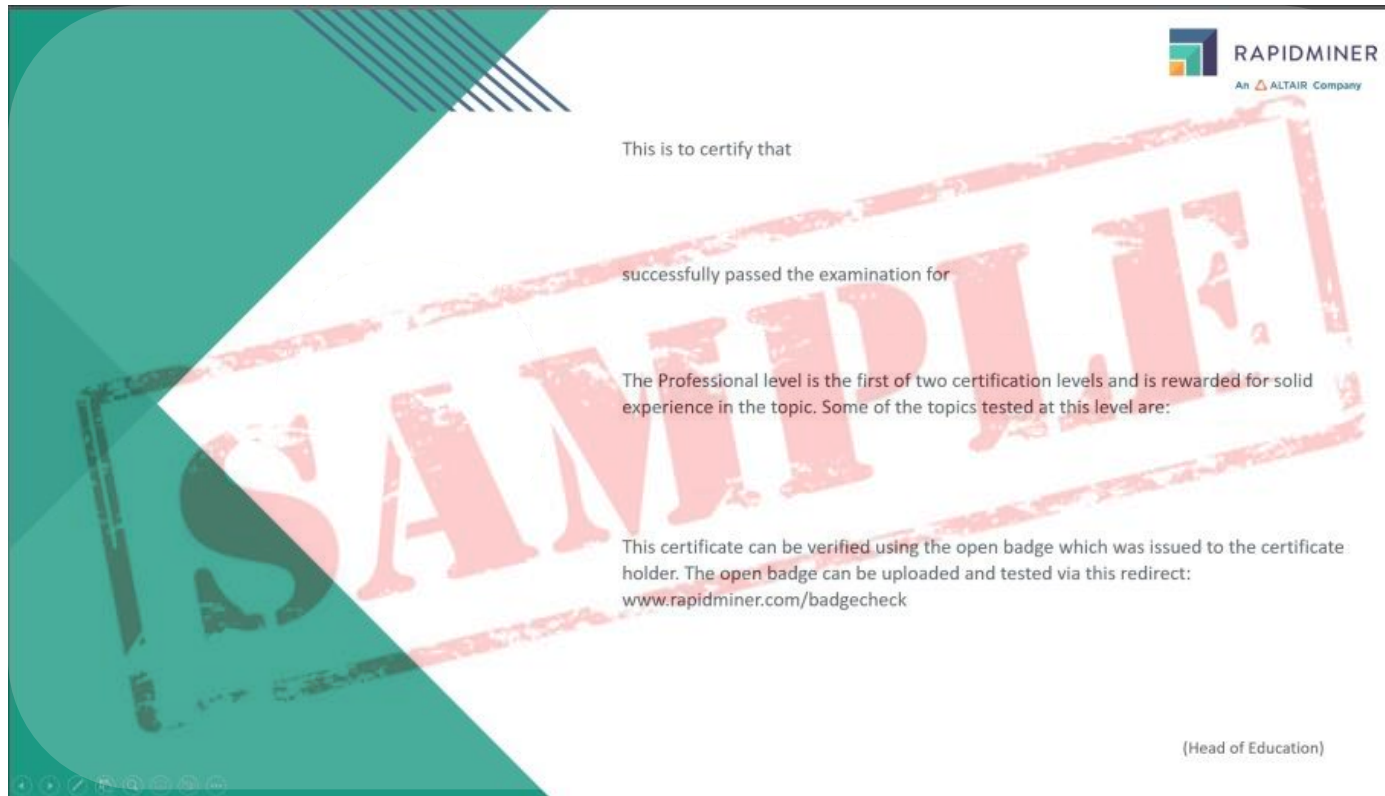 RAPIDMINER
An ALTAIR Company
This is to certify that
successfully passed the examination for
The Professional level is the first of two certification levels and is rewarded for solid
experience in the topic. Some of the topics tested at this level are:
SAMPLE
This certificate can be verified using the open badge which was issued to the certificate
holder. The open badge can be uploaded and tested via this redirect:
www.rapidminer.com/badgecheck
(Head of Education)